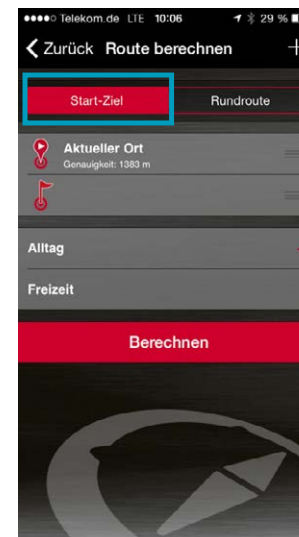 ●●●●○ Telekom.de LTE 10:06 29 %
Zurück Route berechnen +
Start-Ziel Rundroute
Aktueller Ort
Genauigkeit: 1383 m
Alltag
Freizeit
Berechnen